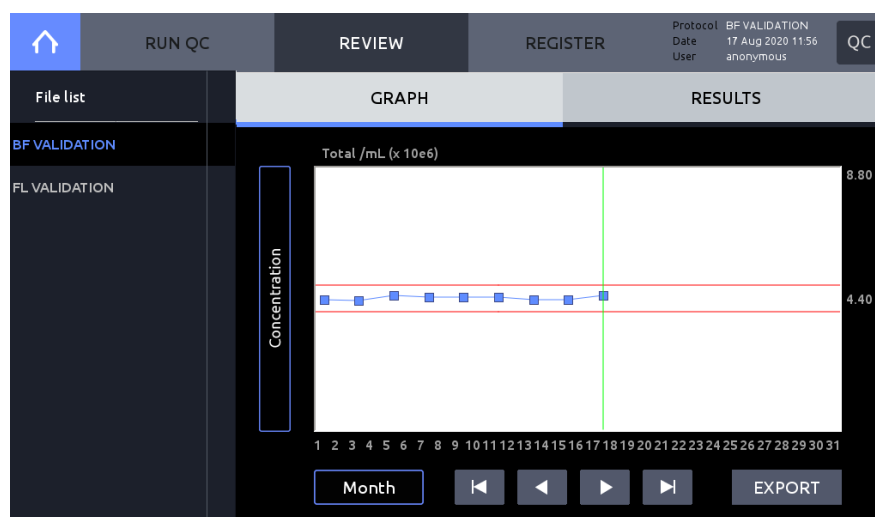 RUN QC
REVIEW
REGISTER
Protocol BF VALIDATION
Date 17 Aug 2020 11:56
User anonymous
QC
File list
GRAPH
RESULTS
BF VALIDATION
FL VALIDATION
Total /mL (x 10e6)
8.80
Concentration
4.40
1 2 3 4 5 6 7 8 9 10 11 12 13 14 15 16 17 18 19 20 21 22 23 24 25 26 27 28 29 30 31
Month
EXPORT